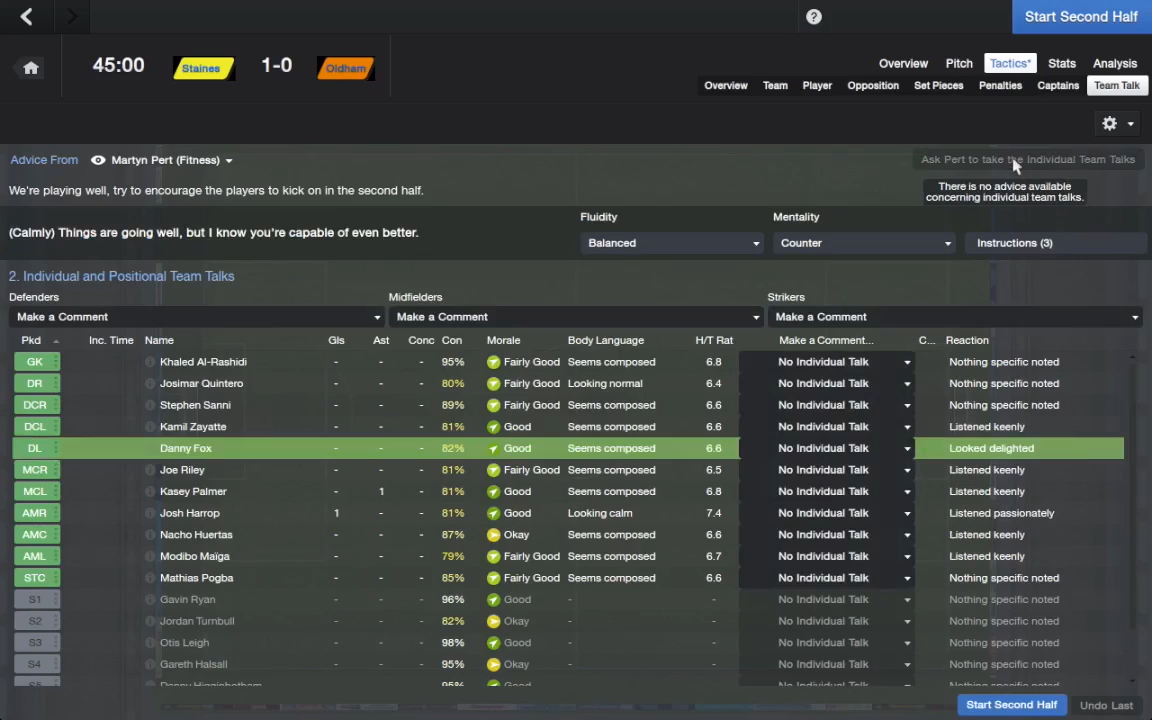 Start Second Half
45:00 Staines 1-0 Oldham
Overview Pitch Tactics* Stats Analysis
Overview Team Player Opposition Set Pieces Penalties Captains Team Talk
Advice From Martyn Pert (Fitness)
Ask Pert to take the Individual Team Talks
We're playing well, try to encourage the players to kick on in the second half.
There is no advice available
concerning individual team talks.
Fluidity Mentality
(Calmly) Things are going well, but I know you're capable of even better.
Balanced Counter Instructions (3)
2. Individual and Positional Team Talks
Defenders Midfielders Strikers
Make a Comment Make a Comment Make a Comment
Pkd Inc. Time Name Gls Ast Conc Con Morale Body Language H/T Rat Make a Comment... C... Reaction
GK Khaled Al-Rashidi - - - 95% Fairly Good Seems composed 6.8 No Individual Talk Nothing specific noted
DR Josimar Quintero - - - 80% Fairly Good Looking normal 6.4 No Individual Talk Nothing specific noted
DCR Stephen Sanni - - - 89% Fairly Good Seems composed 6.6 No Individual Talk Nothing specific noted
DCL Kamil Zayatte - - - 81% Good Seems composed 6.6 No Individual Talk Listened keenly
DL Danny Fox - - - 82% Good Seems composed 6.6 No Individual Talk Looked delighted
MCR Joe Riley - - - 81% Fairly Good Seems composed 6.5 No Individual Talk Listened keenly
MCL Kasey Palmer - 1 - 81% Good Seems composed 6.8 No Individual Talk Listened keenly
AMR Josh Harrop 1 - - 81% Good Looking calm 7.4 No Individual Talk Listened passionately
AMC Nacho Huertas - - - 87% Okay Seems composed 6.6 No Individual Talk Listened keenly
AML Modibo Maïga - - - 79% Fairly Good Seems composed 6.7 No Individual Talk Listened keenly
STC Mathias Pogba - - - 85% Fairly Good Seems composed 6.6 No Individual Talk Nothing specific noted
S1 Gavin Ryan - - - 96% Good - - No Individual Talk Nothing specific noted
S2 Jordan Turnbull - - - 82% Okay - - No Individual Talk Nothing specific noted
S3 Otis Leigh - - - 98% Good - - No Individual Talk Nothing specific noted
S4 Gareth Halsall - - - 95% Okay - - No Individual Talk Nothing specific noted
S5 Danny Higginbotham 95% Good No Individual Talk Nothing specific noted
Start Second Half Undo Last